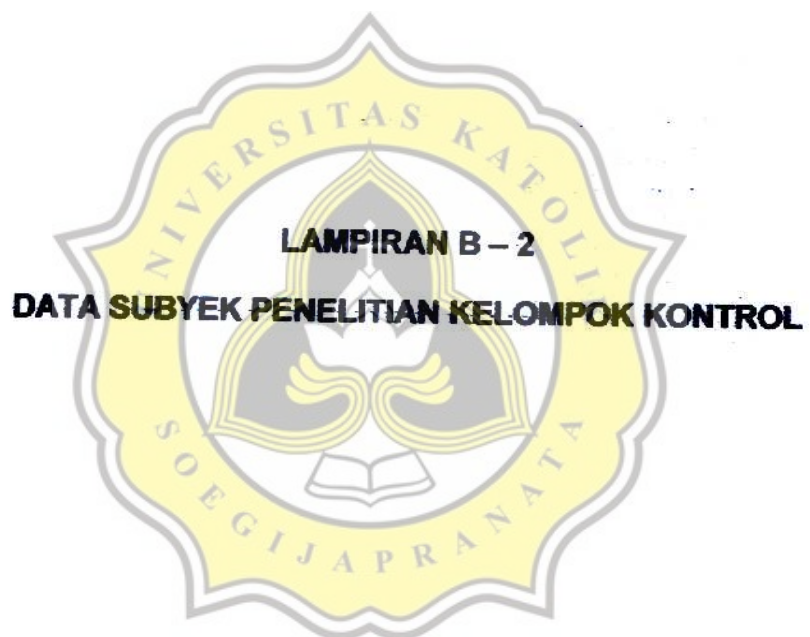 UNIVERSITAS KATOLIK
LAMPIRAN B – 2
DATA SUBYEK PENELITIAN KELOMPOK KONTROL
SOEGIJAPRANATA